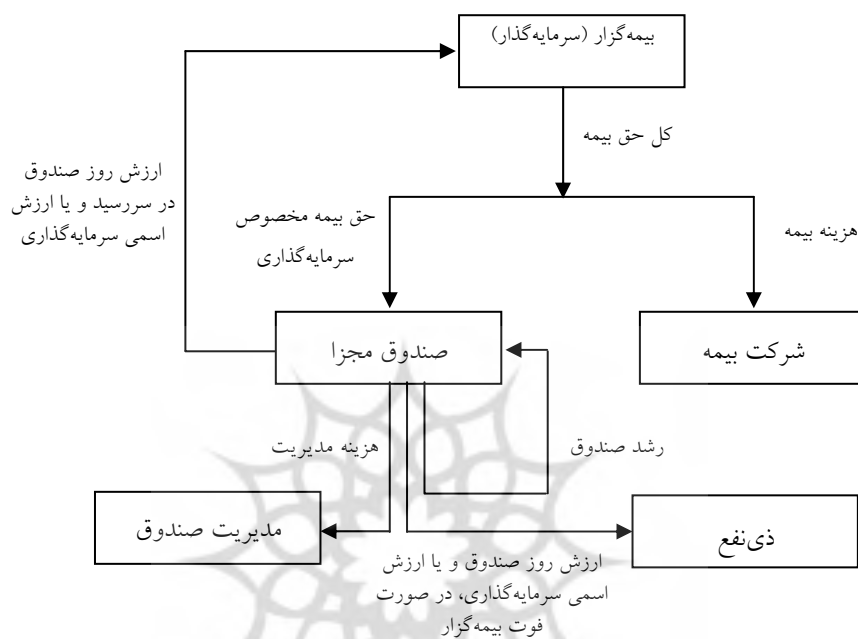 بیمه‌گزار (سرمایه‌گذار)
کل حق بیمه
ارزش روز صندوق
در سررسید و یا ارزش
اسمی سرمایه‌گذاری
حق بیمه مخصوص
سرمایه‌گذاری
هزینه بیمه
صندوق مجزا
شرکت بیمه
هزینه مدیریت
رشد صندوق
مدیریت صندوق
ذی‌نفع
ارزش روز صندوق و یا ارزش
اسمی سرمایه‌گذاری، در صورت
فوت بیمه‌گزار